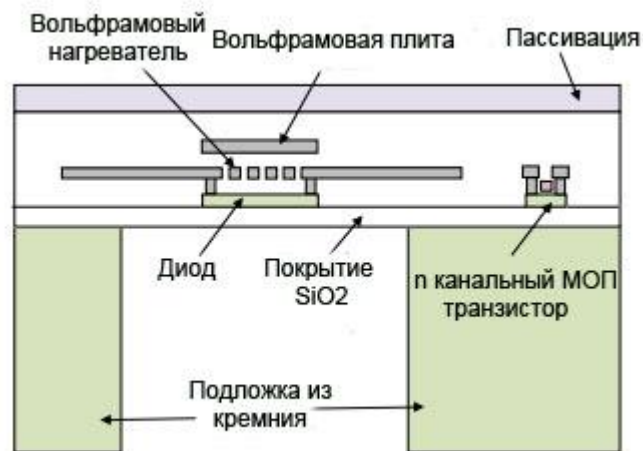 Вольфрамовый
нагреватель
Вольфрамовая плита
Пассивация
Диод
Покрытие
SiO2
n канальный МОП
транзистор
Подложка из
кремния